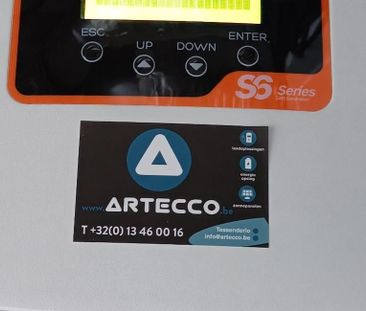 ESC
UP
DOWN
ENTER
S6 Series
laadoplossingen
energie
opslag
zonnepanelen
www.ARTECCO.be
T +32(0) 13 46 00 16
Tessenderlo
info@artecco.be